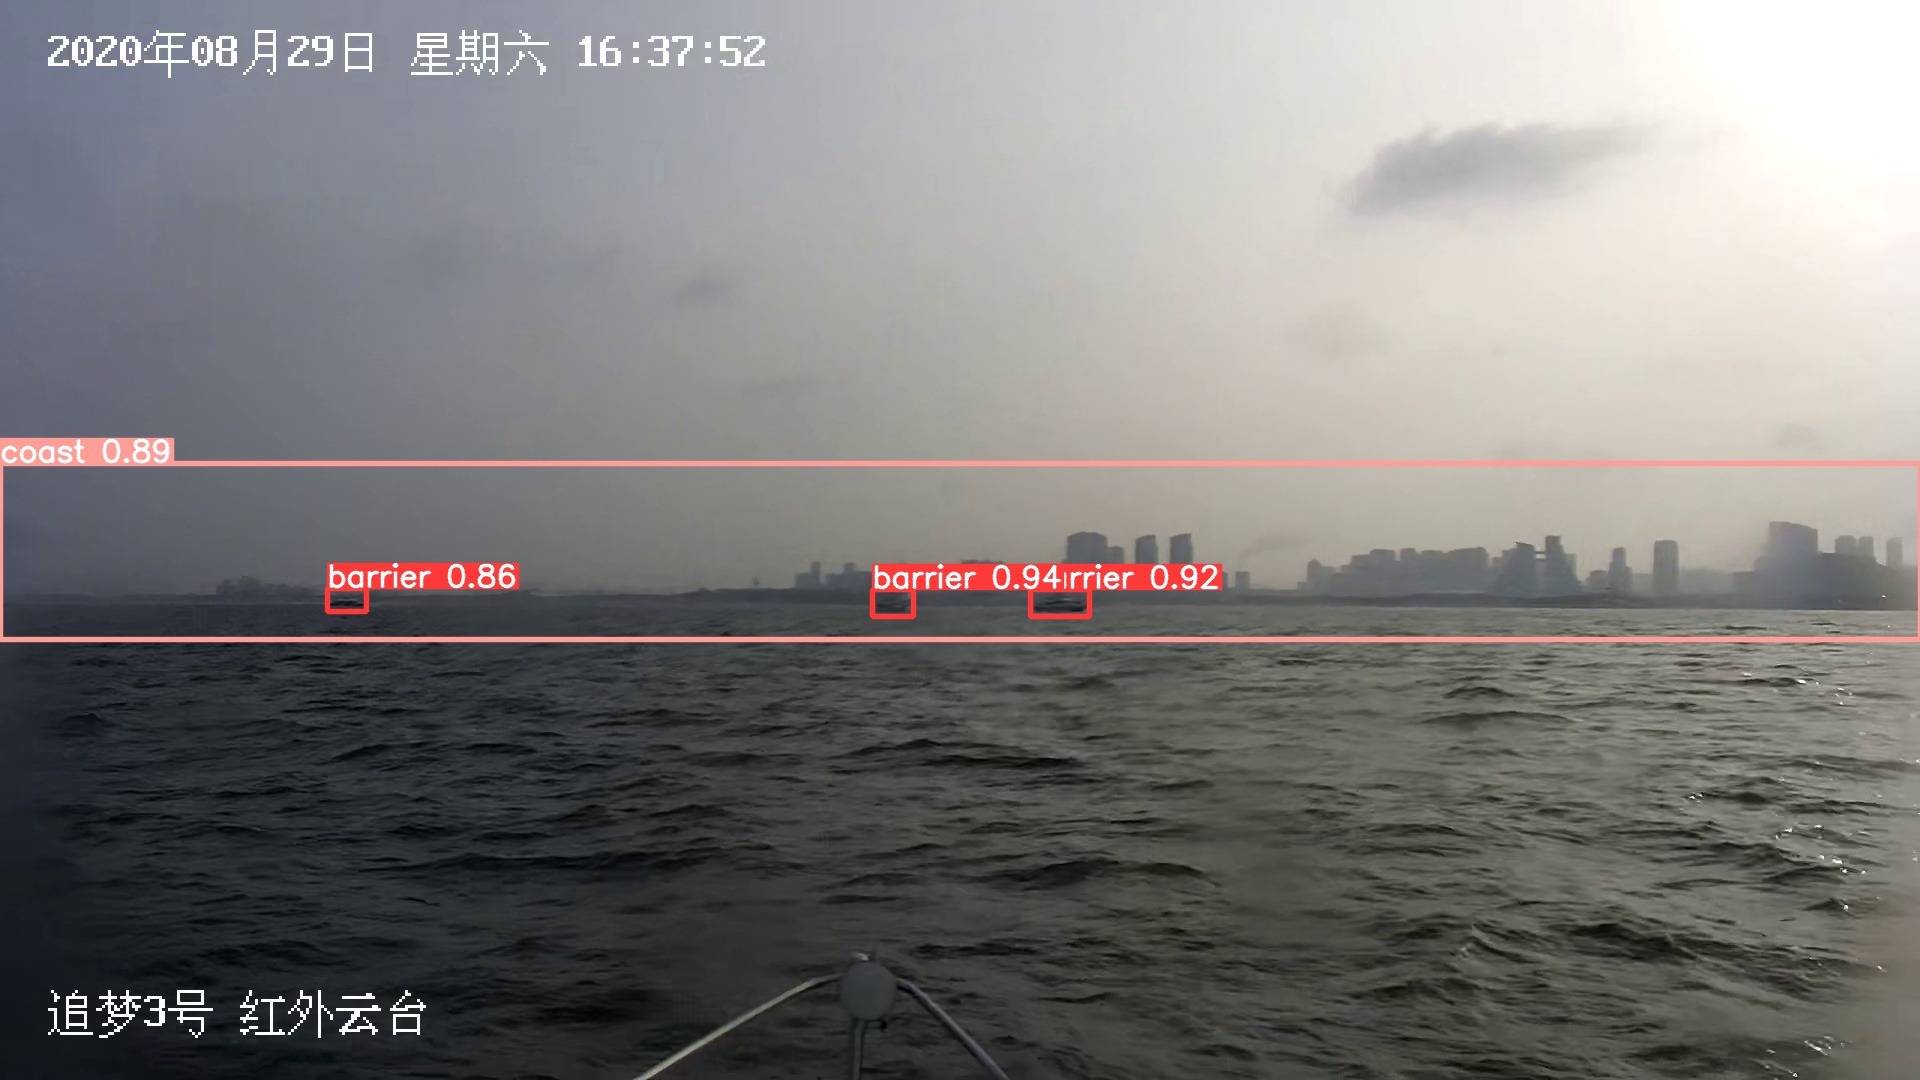 2020年08月29日 星期六 16:37:52
coast 0.89
barrier 0.86
barrier 0.94
rrier 0.92
追梦3号 红外云台